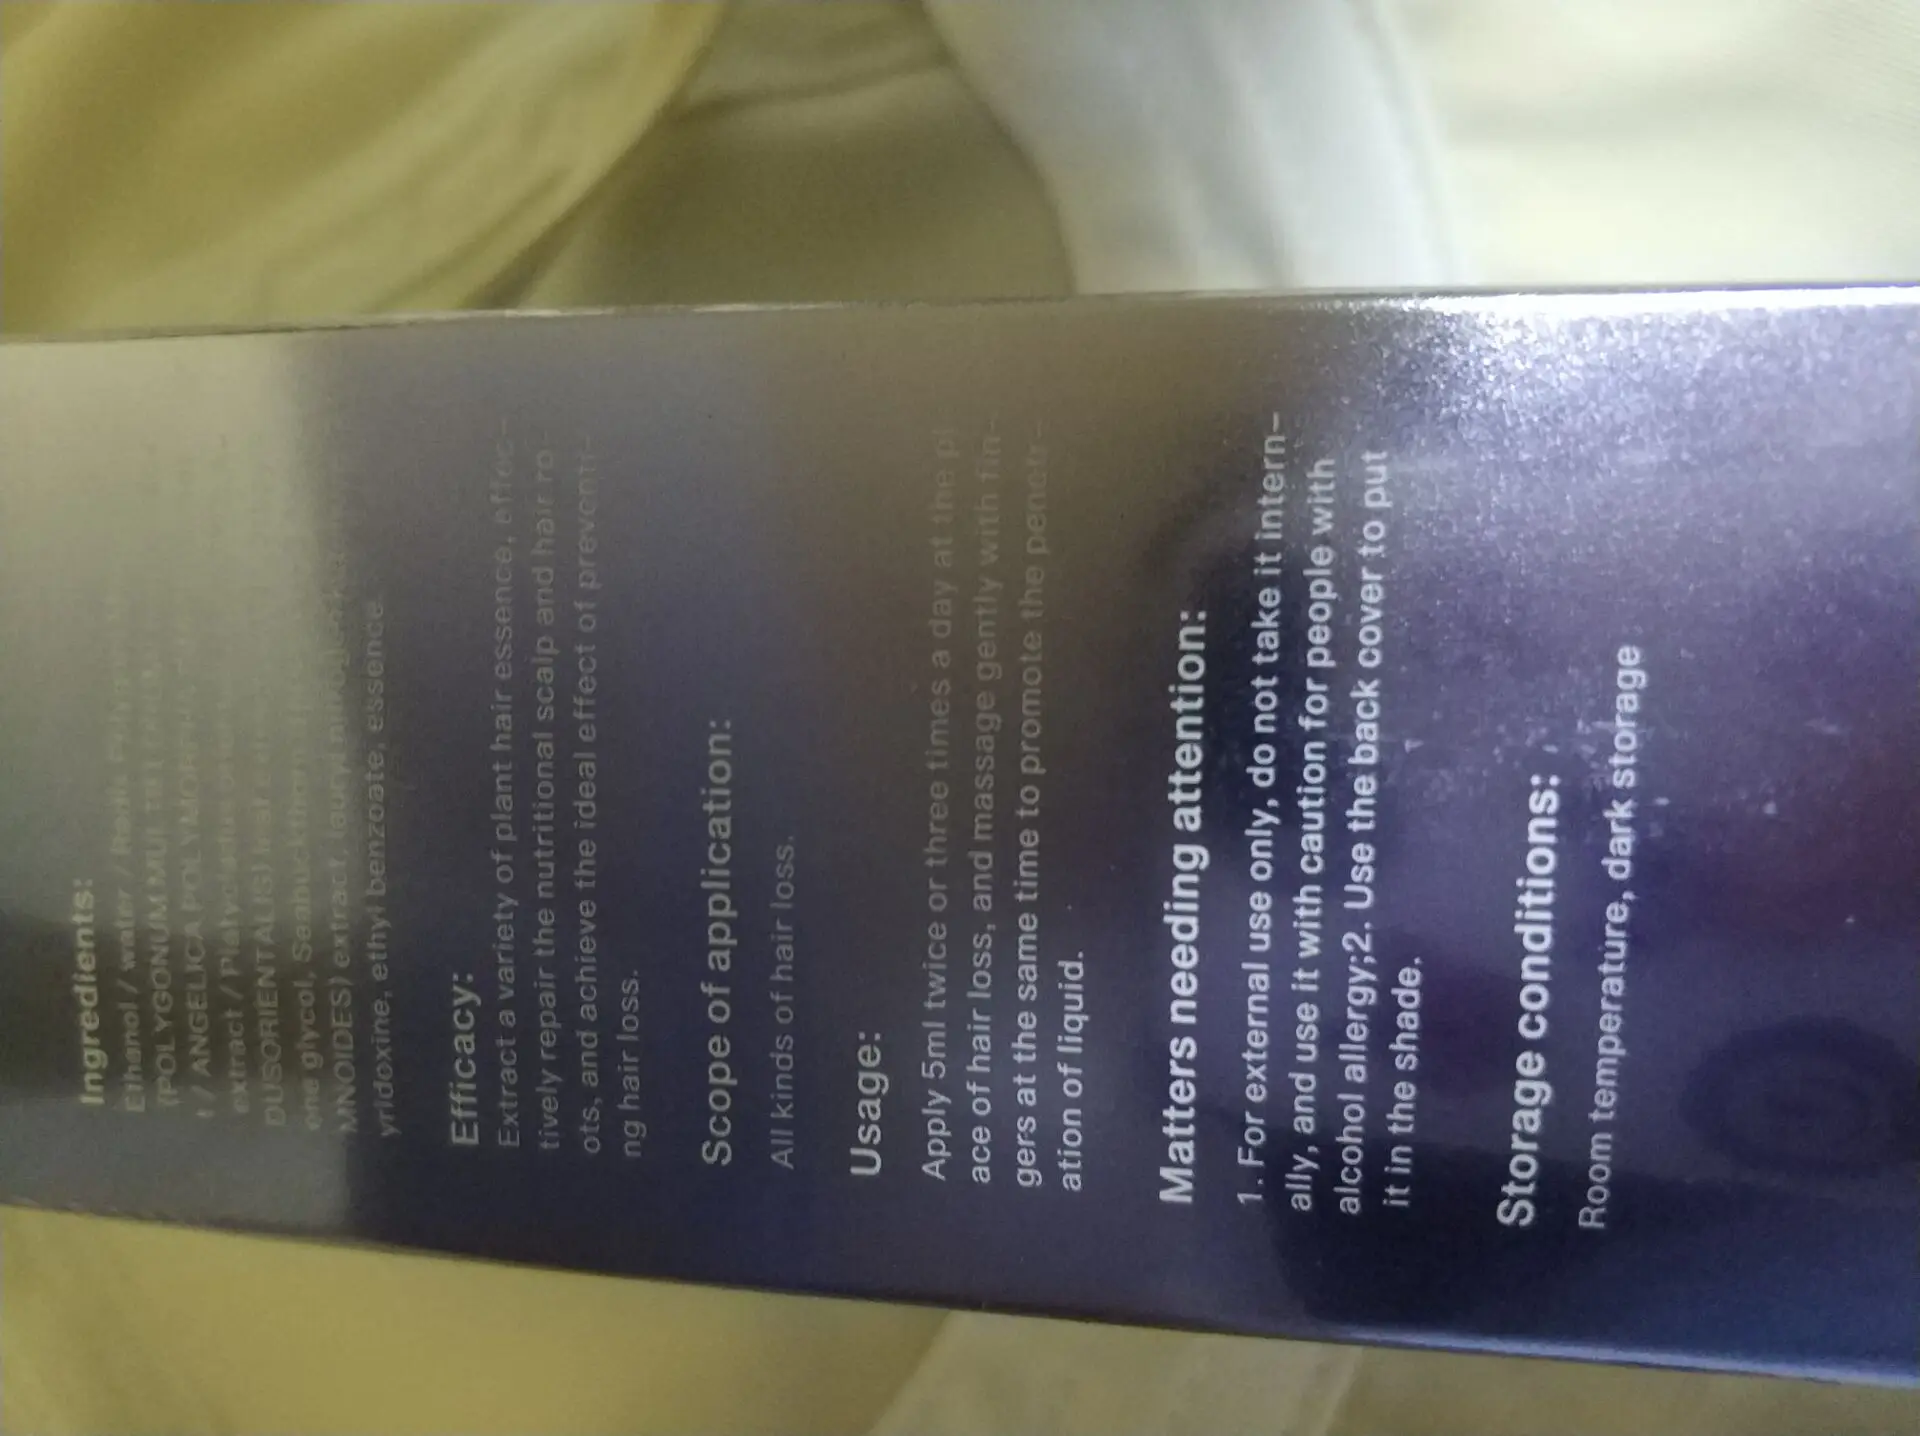 Ingredients:
Ethanol / water /
(POLYGONUM MULTI
t / ANGELICA POLYMOR
extract /
DUSORIENTALIS) leaf
one glycol, Seabuckthorn
MNOIDES) extract, lauryl
yridoxine, ethyl benzoate, essence
Efficacy:
Extract a variety of plant hair essence, effec-
tively repair the nutritional scalp and hair ro-
ots, and achieve the ideal effect of preventi-
ng hair loss.
Scope of application:
All kinds of hair loss.
Usage:
Apply 5ml twice or three times a day at the pl
ace of hair loss, and massage gently with fin-
gers at the same time to promote the penetr-
ation of liquid.
Matters needing attention:
1. For external use only, do not take it intern-
ally, and use it with caution for people with
alcohol allergy;2. Use the back cover to put
it in the shade.
Storage conditions:
Room temperature, dark storage